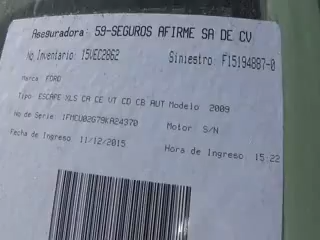 Aseguradora: 59-SEGUROS AFIRME SA DE CV
No Inventario: 15VEC2862 Siniestro: F15194887-0
Marca: FORD
Tipo: ESCAPE XLS CA CE VT CD CB AUT Modelo 2009
No de Serie: 1FMCU02G79KA24370 Motor: S/N
Fecha de Ingreso: 11/12/2015 Hora de Ingreso 15:22